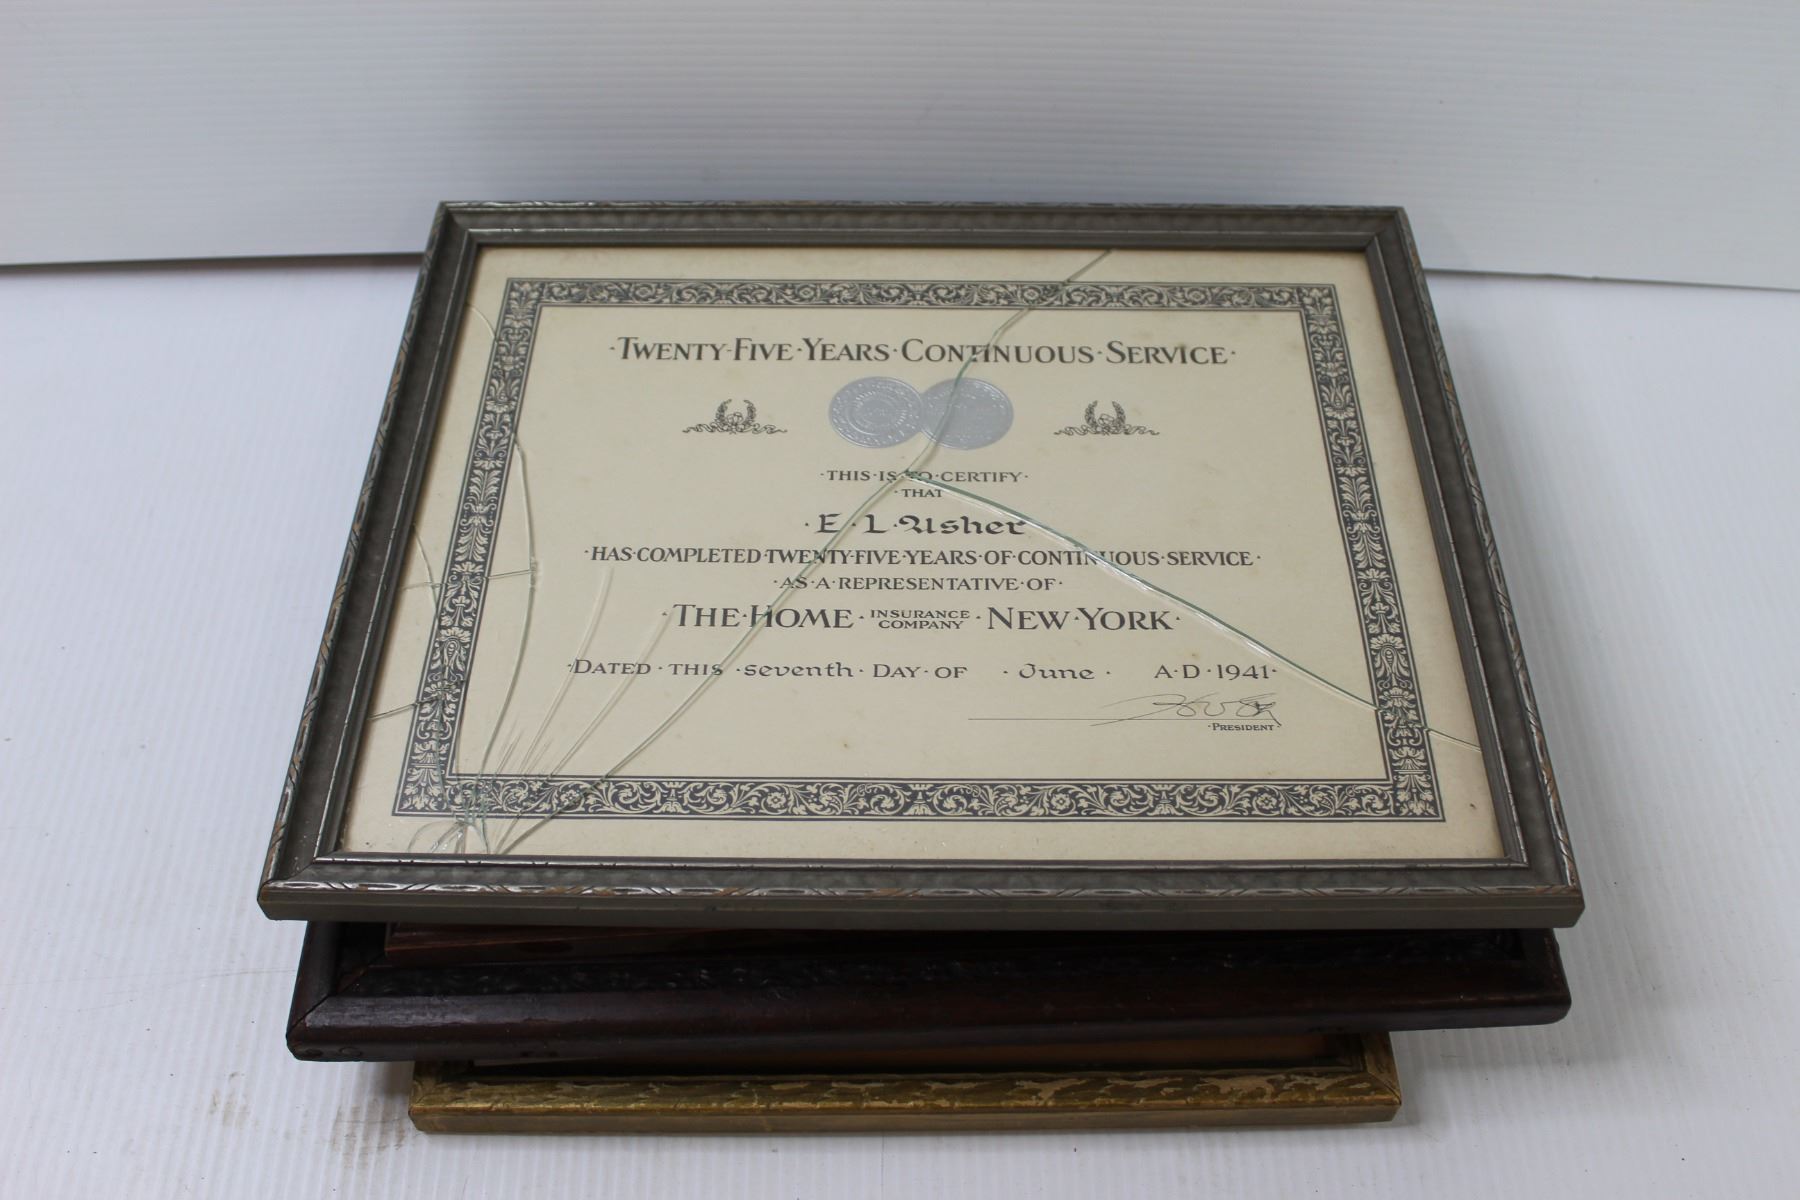 ·TWENTY·FIVE·YEARS·CONTINUOUS·SERVICE·
·THIS·IS·TO·CERTIFY·
·THAT
·E·L·Usher
·HAS·COMPLETED·TWENTY·FIVE·YEARS·OF·CONTINUOUS·SERVICE·
·AS·A·REPRESENTATIVE·OF·
·THE·HOME· INSURANCE COMPANY ·NEW·YORK·
·DATED·THIS·seventh·DAY·OF ·June· A·D·1941·
·PRESIDENT·